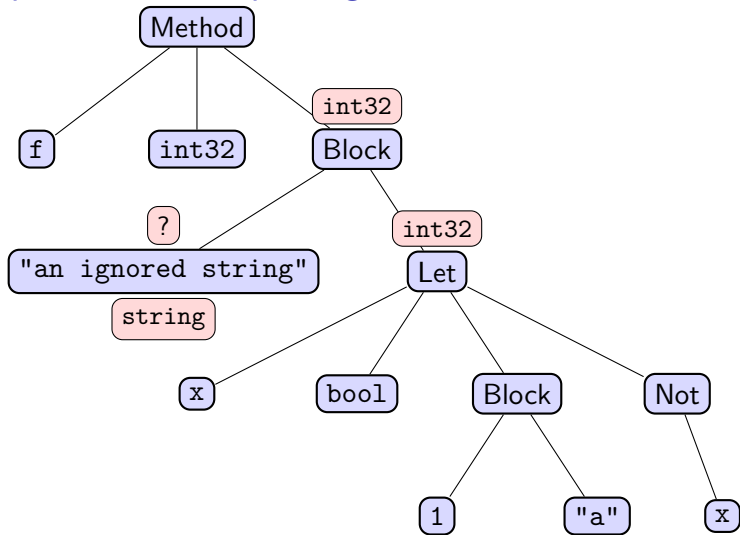 Method
int32
f
int32
Block
?
int32
"an ignored string"
Let
string
x
bool
Block
Not
1
"a"
x